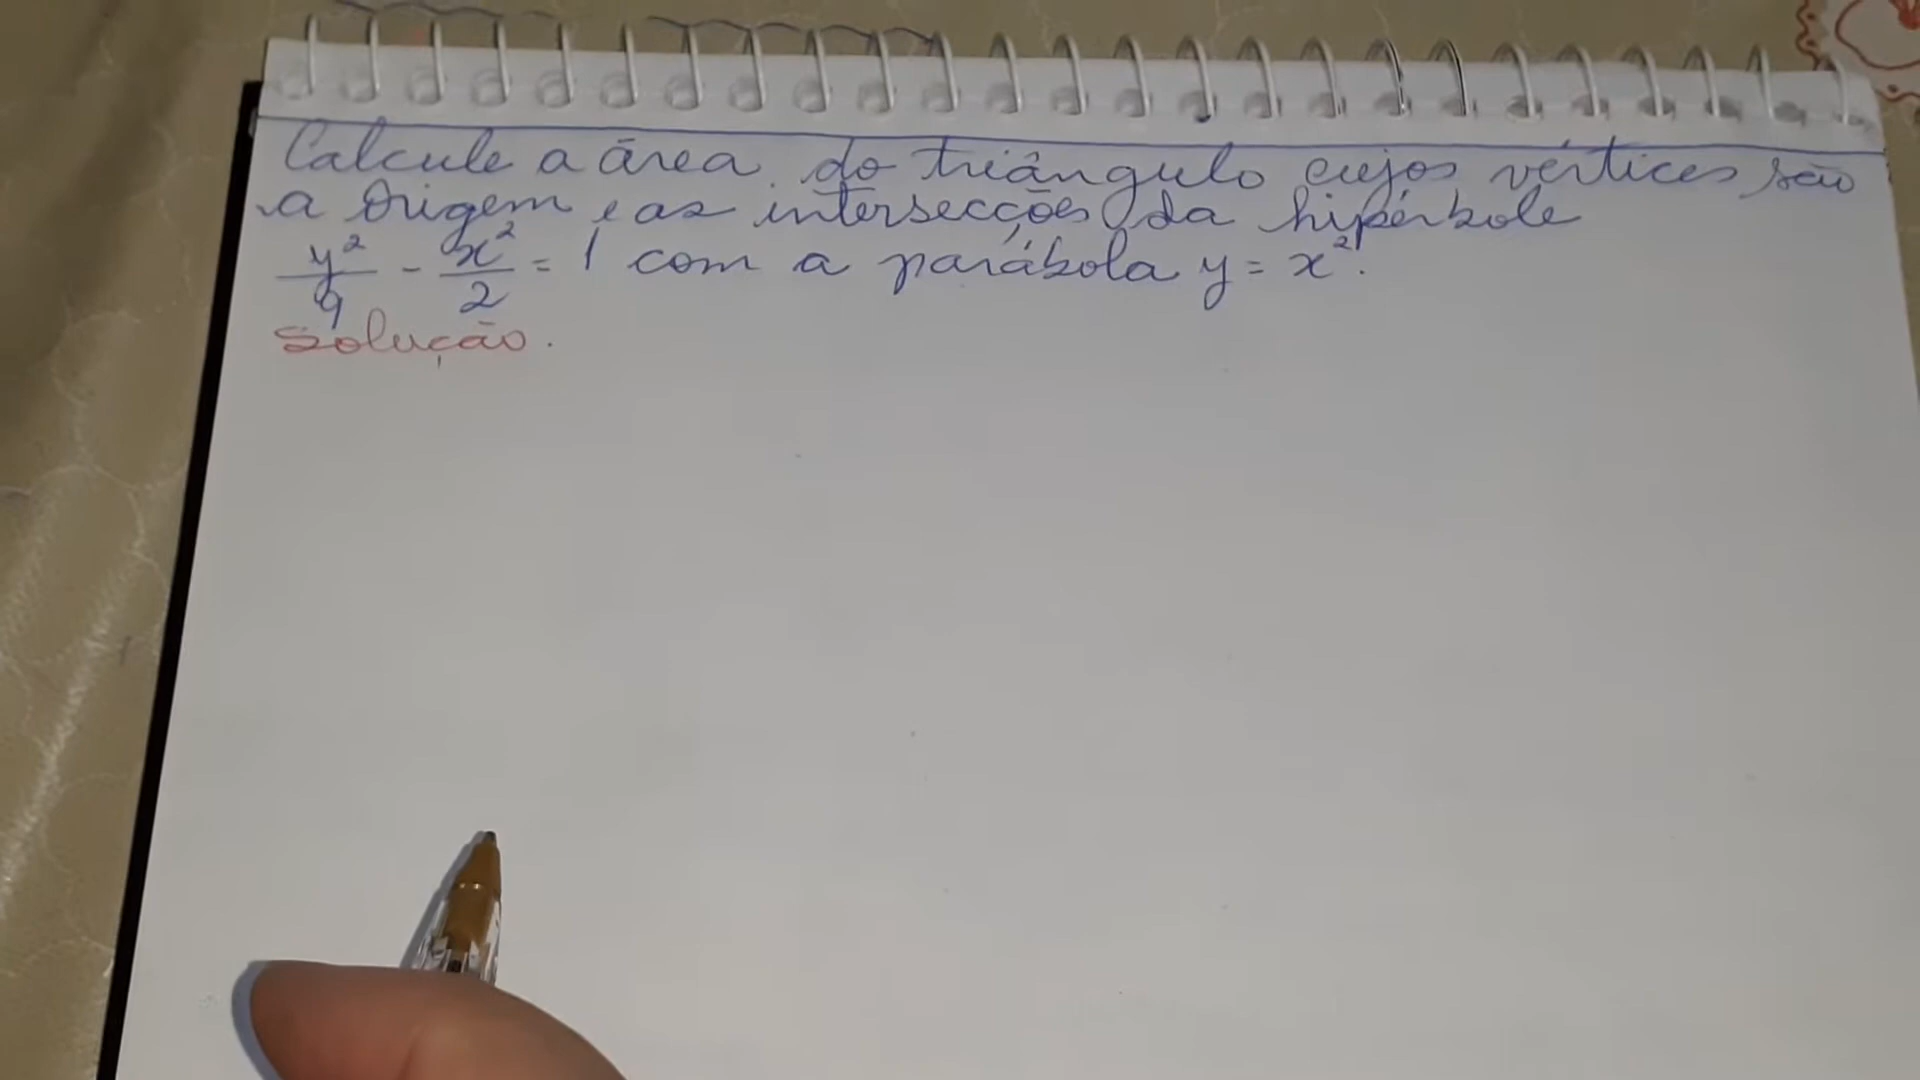 Calcule a área do triângulo cujos vértices são
a origem e as intersecções da hipérbole
y²/9 - x²/2 = 1 com a parábola y = x².
Solução.